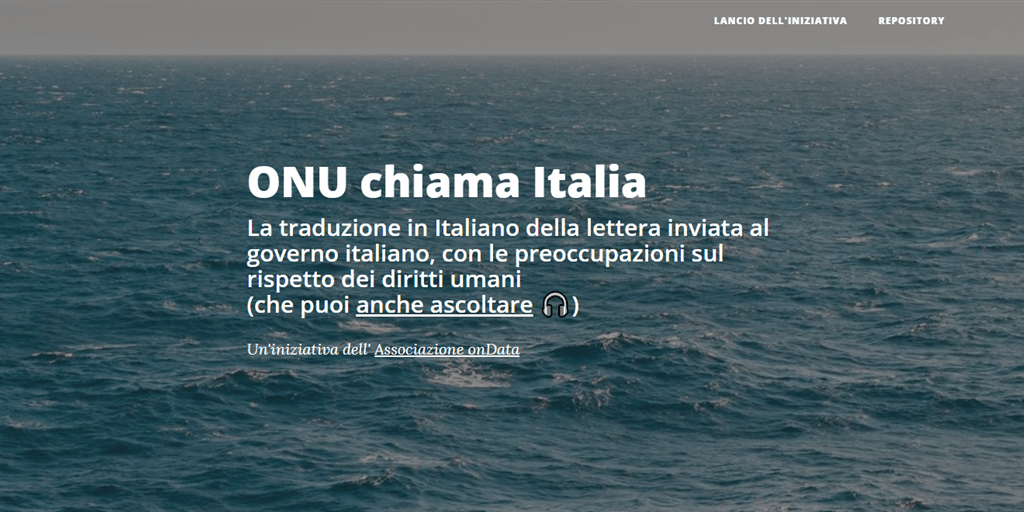 LANCIO DELL'INIZIATIVA REPOSITORY
ONU chiama Italia
La traduzione in Italiano della lettera inviata al
governo italiano, con le preoccupazioni sul
rispetto dei diritti umani
(che puoi anche ascoltare 🎧)
Un'iniziativa dell' Associazione onData